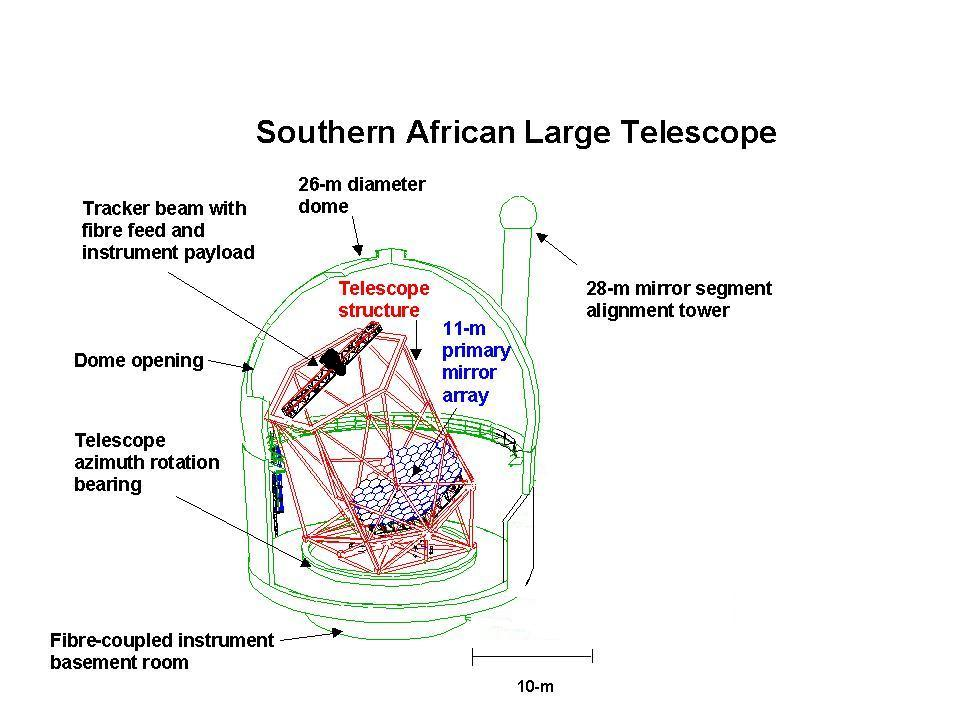 Southern African Large Telescope
26-m diameter
dome
Tracker beam with
fibre feed and
instrument payload
28-m mirror segment
alignment tower
Telescope
structure
11-m
primary
mirror
array
Dome opening
Telescope
azimuth rotation
bearing
Fibre-coupled instrument
basement room
10-m